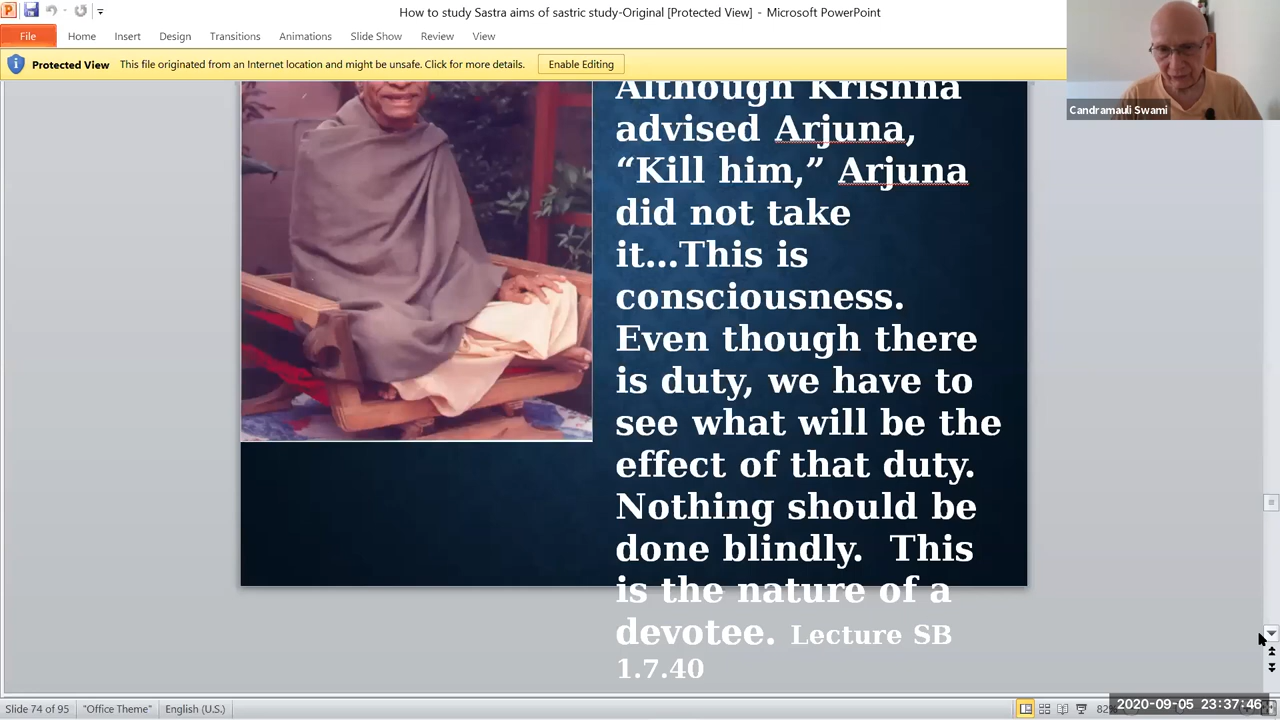 How to study Sastra aims of sastric study-Original [Protected View] - Microsoft PowerPoint
File Home Insert Design Transitions Animations Slide Show Review View
Protected View This file originated from an Internet location and might be unsafe. Click for more details. Enable Editing
Candramauli Swami
Although Krishna
advised Arjuna,
“Kill him,” Arjuna
did not take
it...This is
consciousness.
Even though there
is duty, we have to
see what will be the
effect of that duty.
Nothing should be
done blindly.  This
is the nature of a
devotee. Lecture SB
1.7.40
Slide 74 of 95 "Office Theme" English (U.S.)
2020-09-05 23:37:46